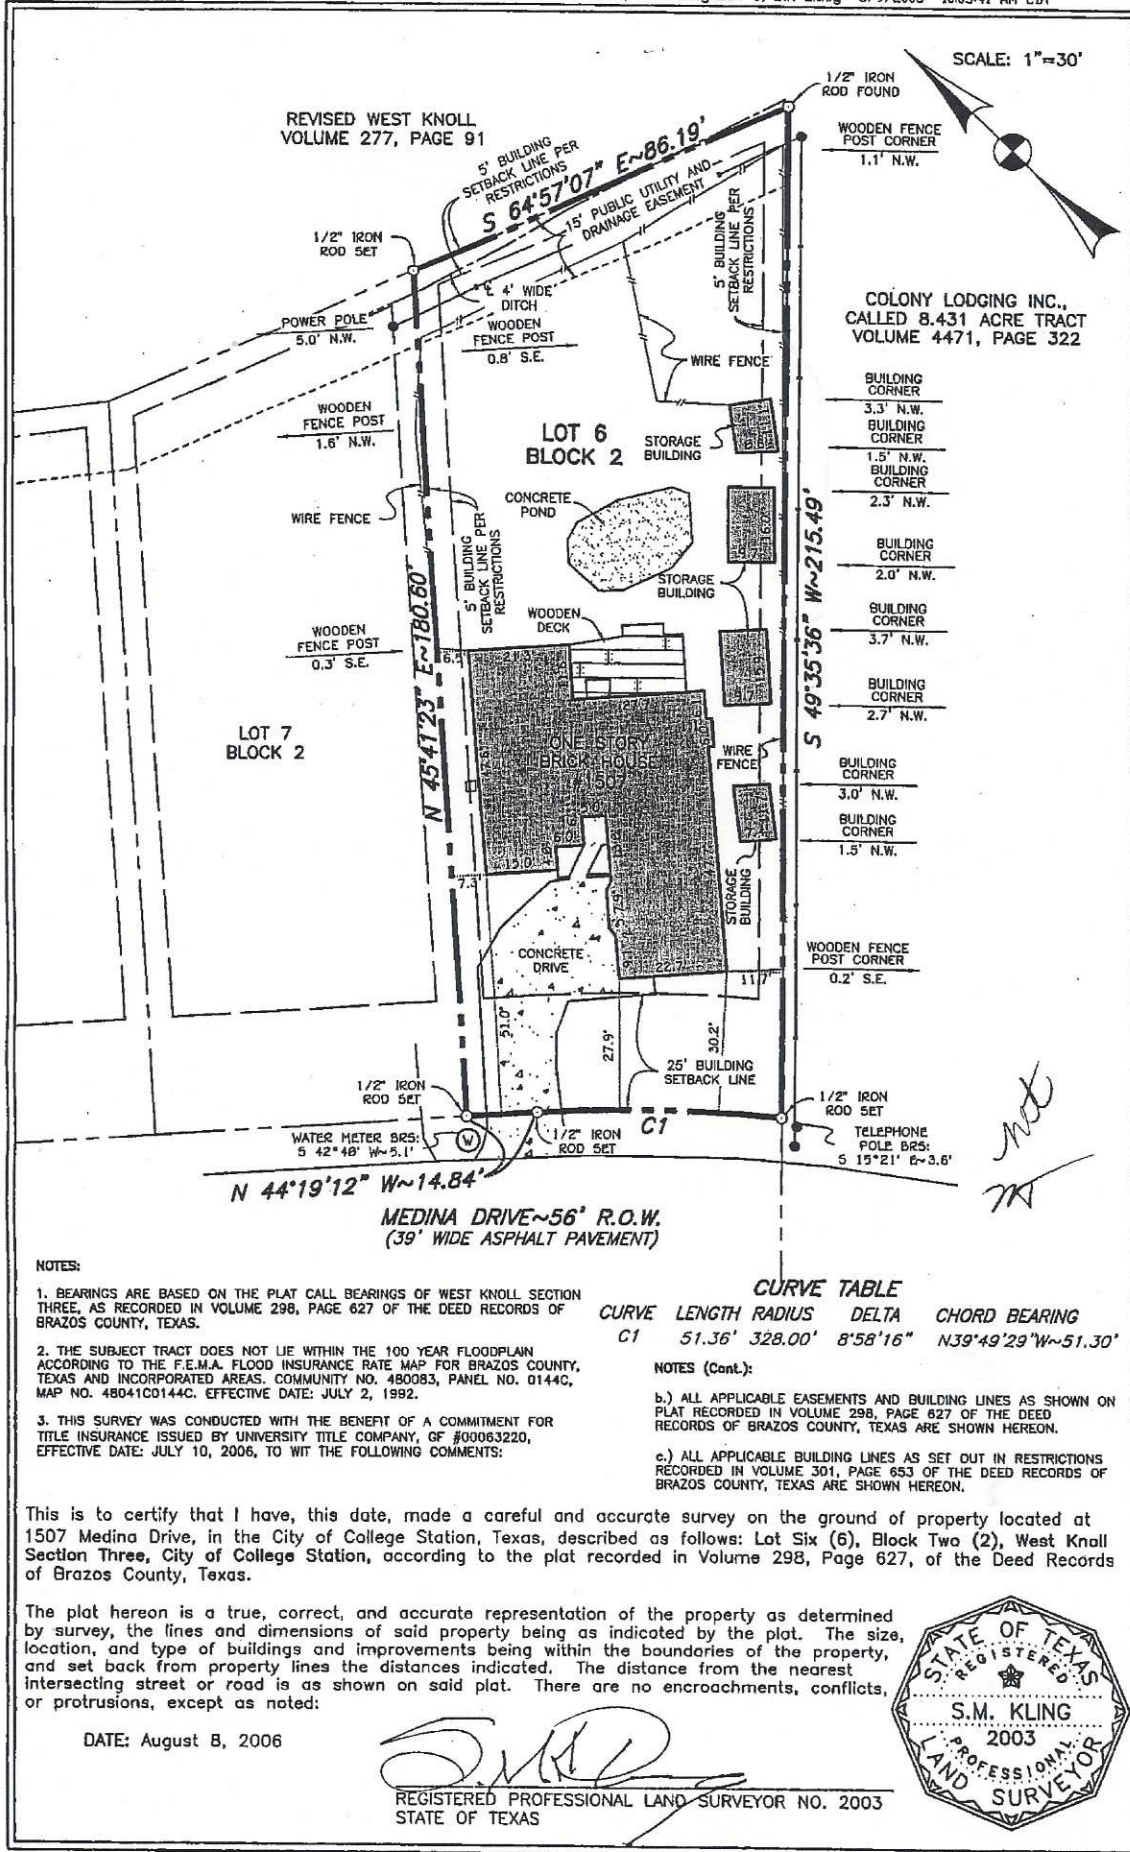 SCALE: 1"=30'
1/2" IRON
ROD FOUND
REVISED WEST KNOLL
VOLUME 277, PAGE 91
WOODEN FENCE
POST CORNER
1.1' N.W.
5' BUILDING
SETBACK LINE PER
RESTRICTIONS
S 64°57'07" E~86.19'
15' PUBLIC UTILITY AND
DRAINAGE EASEMENT
5' BUILDING
SETBACK LINE PER
RESTRICTIONS
1/2" IRON
ROD SET
℄ 4' WIDE
DITCH
POWER POLE
5.0' N.W.
WOODEN
FENCE POST
0.8' S.E.
COLONY LODGING INC.,
CALLED 8.431 ACRE TRACT
VOLUME 4471, PAGE 322
WIRE FENCE
BUILDING
CORNER
3.3' N.W.
BUILDING
CORNER
1.5' N.W.
BUILDING
CORNER
2.3' N.W.
WOODEN
FENCE POST
1.6' N.W.
LOT 6
BLOCK 2
STORAGE
BUILDING
CONCRETE
POND
WIRE FENCE
5' BUILDING
SETBACK LINE PER
RESTRICTIONS
S 49°35'36" W~215.49'
BUILDING
CORNER
2.0' N.W.
STORAGE
BUILDING
WOODEN
DECK
BUILDING
CORNER
3.7' N.W.
N 45°41'23" E~180.60'
WOODEN
FENCE POST
0.3' S.E.
6.5'
21.3'
27.7'
BUILDING
CORNER
2.7' N.W.
LOT 7
BLOCK 2
ONE STORY
BRICK HOUSE
#1507
WIRE
FENCE
BUILDING
CORNER
3.0' N.W.
BUILDING
CORNER
1.5' N.W.
15.0'
7.3'
STORAGE
BUILDING
CONCRETE
DRIVE
22.7'
11.7'
WOODEN FENCE
POST CORNER
0.2' S.E.
51.0'
27.9'
30.2'
25' BUILDING
SETBACK LINE
1/2" IRON
ROD SET
C1
1/2" IRON
ROD SET
1/2" IRON
ROD SET
WATER METER BRS:
S 42°48' W~5.1'
W
TELEPHONE
POLE BRS:
S 15°21' E~3.6'
N 44°19'12" W~14.84'
MEDINA DRIVE~56' R.O.W.
(39' WIDE ASPHALT PAVEMENT)
NOTES:
1. BEARINGS ARE BASED ON THE PLAT CALL BEARINGS OF WEST KNOLL SECTION
THREE, AS RECORDED IN VOLUME 298, PAGE 627 OF THE DEED RECORDS OF
BRAZOS COUNTY, TEXAS.
2. THE SUBJECT TRACT DOES NOT LIE WITHIN THE 100 YEAR FLOODPLAIN
ACCORDING TO THE F.E.M.A. FLOOD INSURANCE RATE MAP FOR BRAZOS COUNTY,
TEXAS AND INCORPORATED AREAS. COMMUNITY NO. 480083, PANEL NO. 0144C,
MAP NO. 48041C0144C. EFFECTIVE DATE: JULY 2, 1992.
3. THIS SURVEY WAS CONDUCTED WITH THE BENEFIT OF A COMMITMENT FOR
TITLE INSURANCE ISSUED BY UNIVERSITY TITLE COMPANY, GF #00063220,
EFFECTIVE DATE: JULY 10, 2006, TO WIT THE FOLLOWING COMMENTS:
CURVE TABLE
CURVE LENGTH RADIUS DELTA CHORD BEARING
C1 51.36' 328.00' 8°58'16" N39°49'29"W~51.30'
NOTES (Cont.):
b.) ALL APPLICABLE EASEMENTS AND BUILDING LINES AS SHOWN ON
PLAT RECORDED IN VOLUME 298, PAGE 627 OF THE DEED
RECORDS OF BRAZOS COUNTY, TEXAS ARE SHOWN HEREON.
c.) ALL APPLICABLE BUILDING LINES AS SET OUT IN RESTRICTIONS
RECORDED IN VOLUME 301, PAGE 653 OF THE DEED RECORDS OF
BRAZOS COUNTY, TEXAS ARE SHOWN HEREON.
This is to certify that I have, this date, made a careful and accurate survey on the ground of property located at
1507 Medina Drive, in the City of College Station, Texas, described as follows: Lot Six (6), Block Two (2), West Knoll
Section Three, City of College Station, according to the plat recorded in Volume 298, Page 627, of the Deed Records
of Brazos County, Texas.
The plat hereon is a true, correct, and accurate representation of the property as determined
by survey, the lines and dimensions of said property being as indicated by the plat. The size,
location, and type of buildings and improvements being within the boundaries of the property,
and set back from property lines the distances indicated. The distance from the nearest
intersecting street or road is as shown on said plat. There are no encroachments, conflicts,
or protrusions, except as noted:
DATE: August 8, 2006
REGISTERED PROFESSIONAL LAND SURVEYOR NO. 2003
STATE OF TEXAS
STATE OF TEXAS
REGISTERED
S.M. KLING
2003
PROFESSIONAL
LAND SURVEYOR